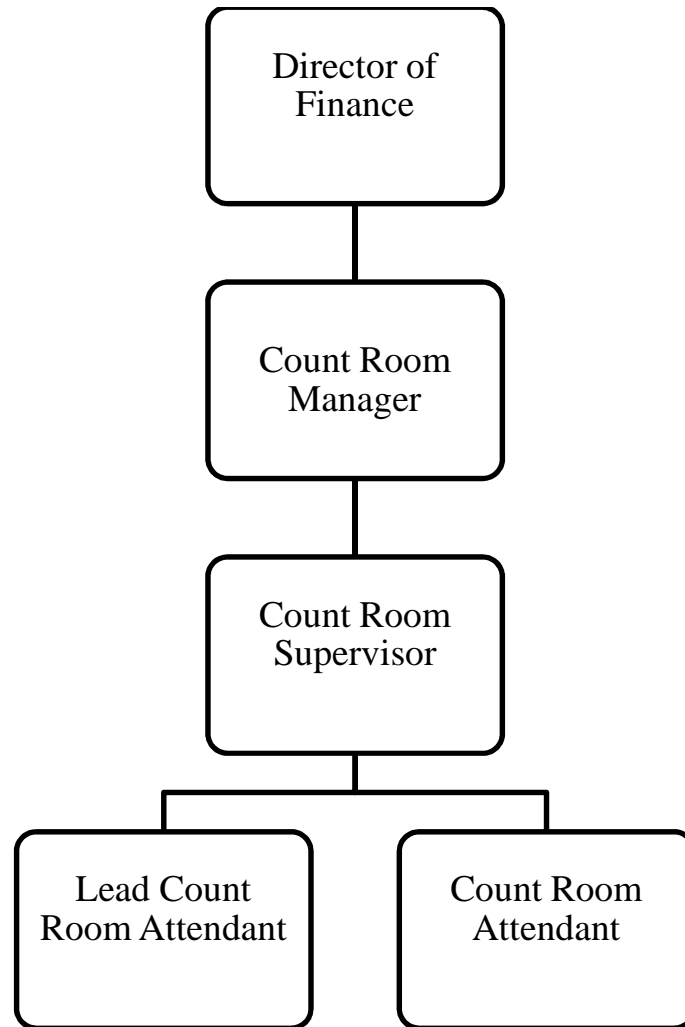 Director of
Finance
Count Room
Manager
Count Room
Supervisor
Lead Count
Room Attendant
Count Room
Attendant